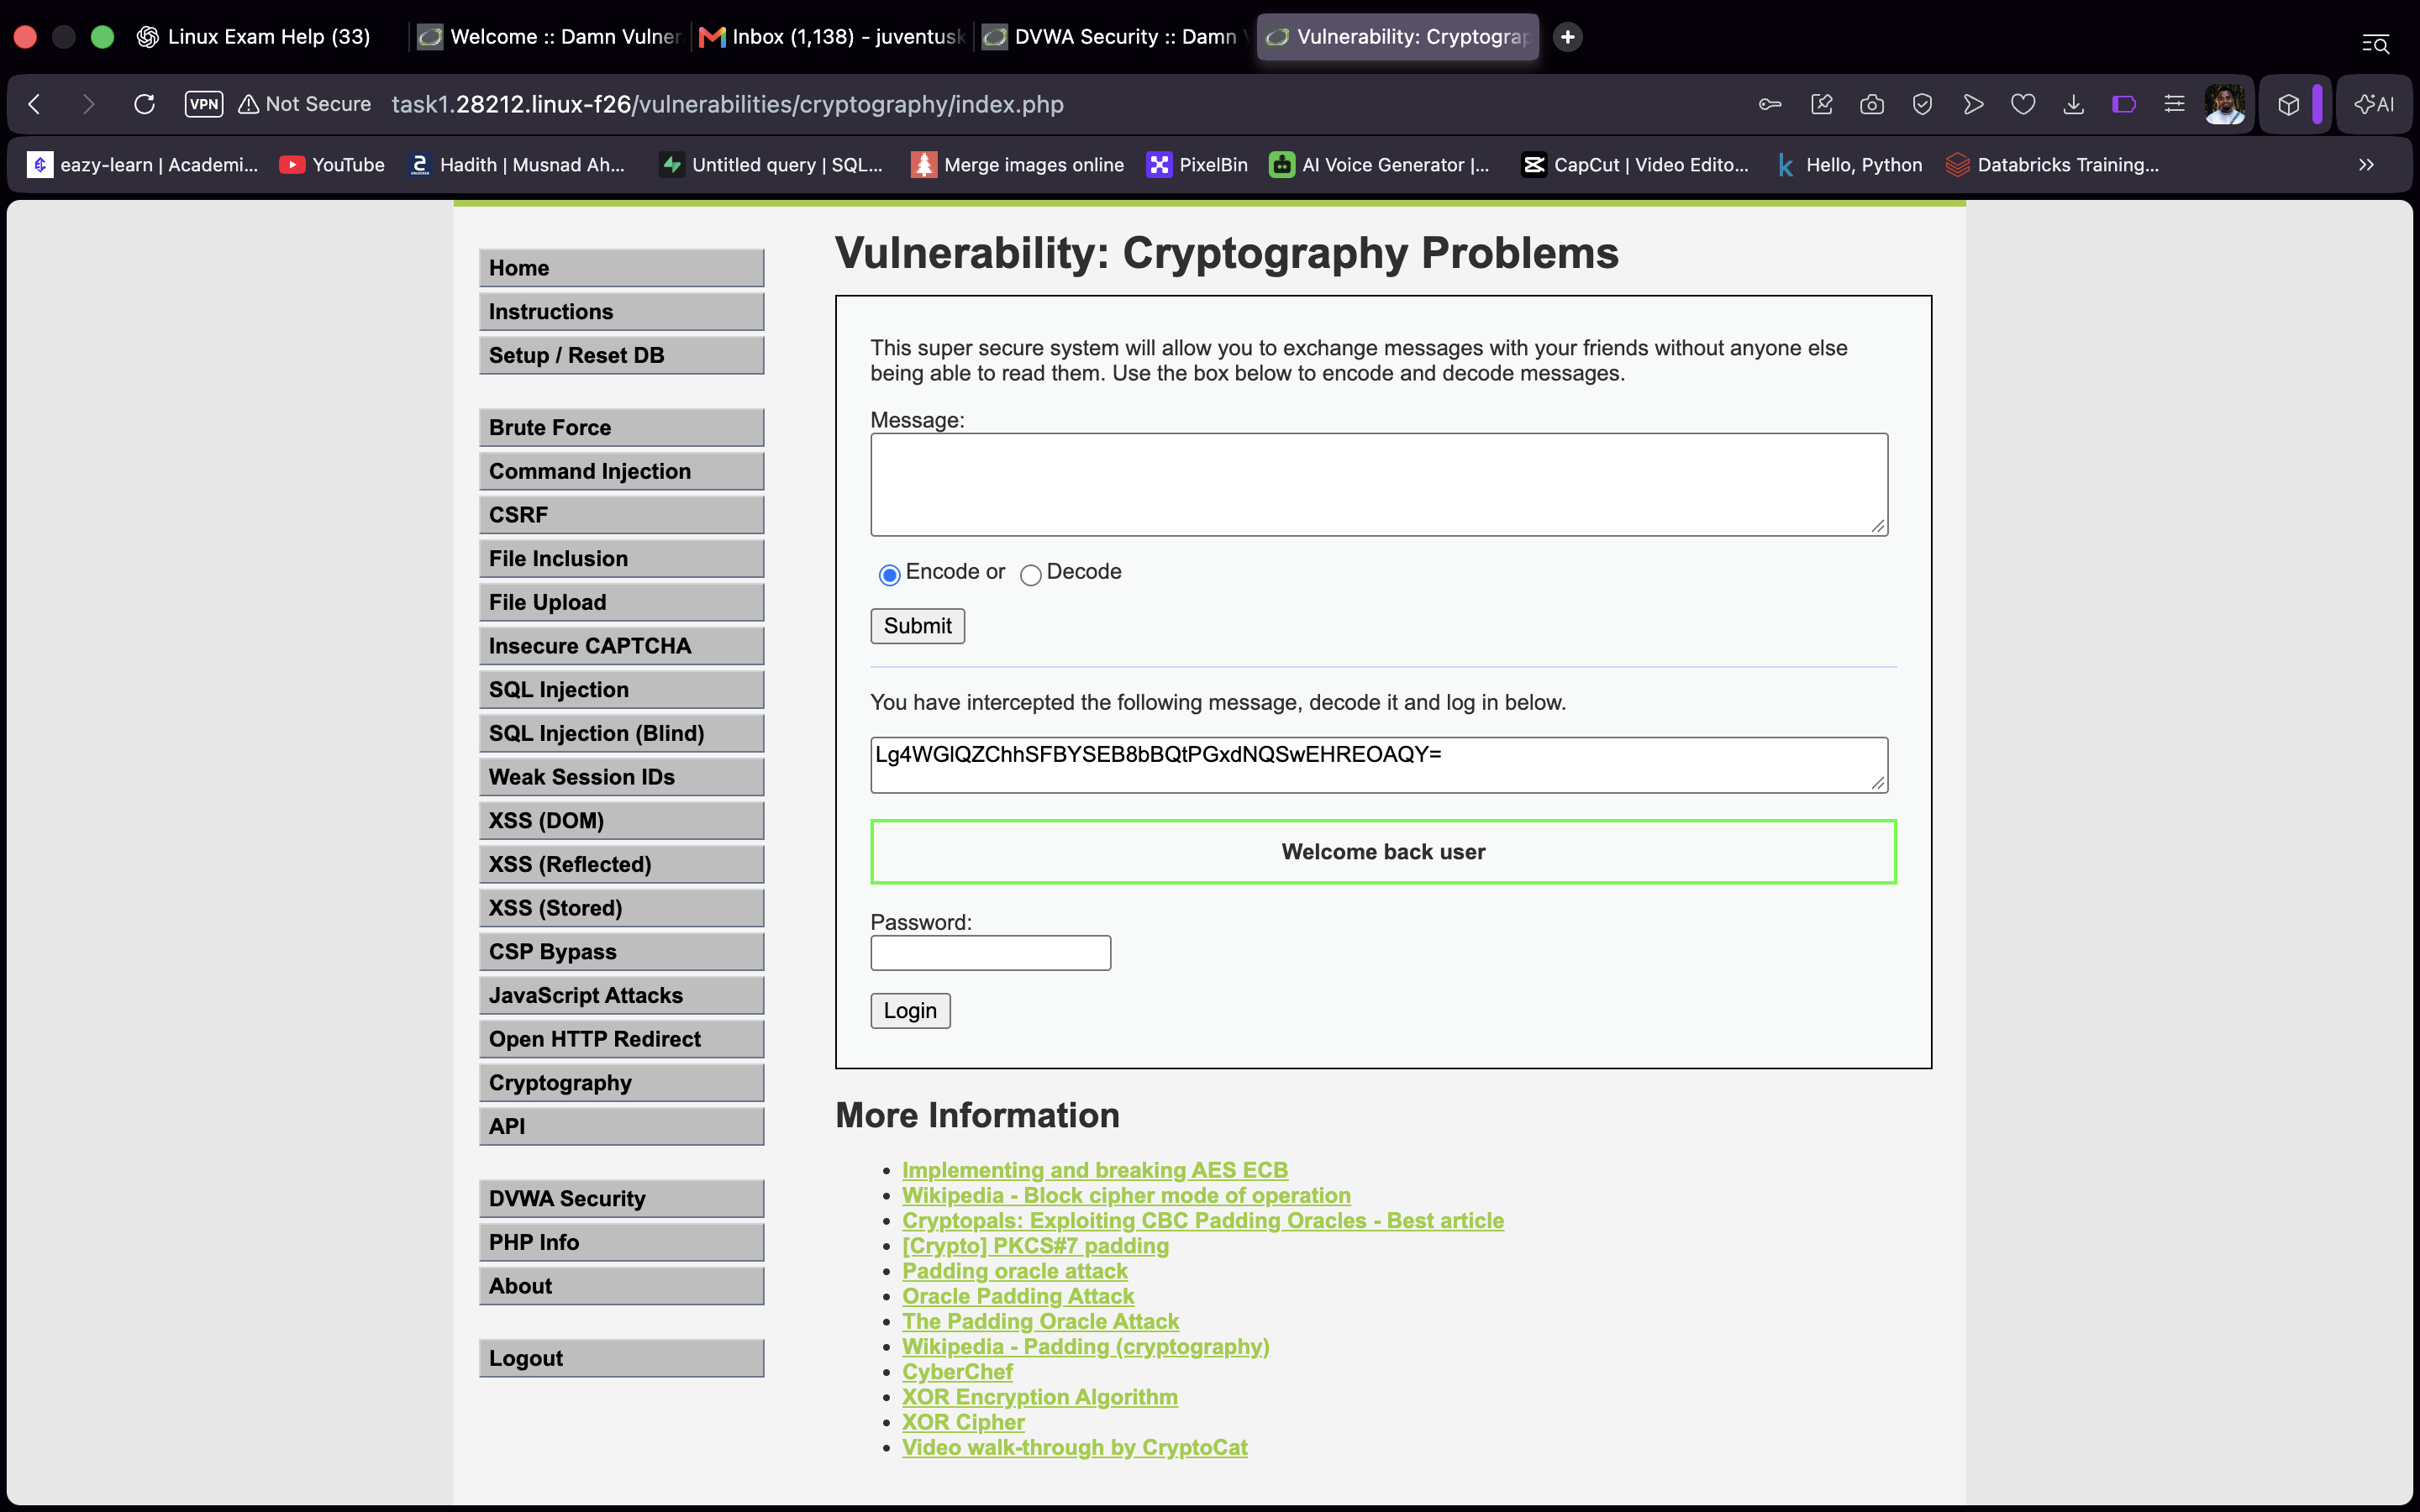 Linux Exam Help (33)
Welcome :: Damn Vulner
Inbox (1,138) - juventusk
DVWA Security :: Damn
Vulnerability: Cryptograp
VPN
Not Secure
task1.28212.linux-f26/vulnerabilities/cryptography/index.php
AI
eazy-learn | Academi...
YouTube
Hadith | Musnad Ah...
Untitled query | SQL...
Merge images online
PixelBin
AI Voice Generator |...
CapCut | Video Edito...
Hello, Python
Databricks Training...
Home
Instructions
Setup / Reset DB
Brute Force
Command Injection
CSRF
File Inclusion
File Upload
Insecure CAPTCHA
SQL Injection
SQL Injection (Blind)
Weak Session IDs
XSS (DOM)
XSS (Reflected)
XSS (Stored)
CSP Bypass
JavaScript Attacks
Open HTTP Redirect
Cryptography
API
DVWA Security
PHP Info
About
Logout
Vulnerability: Cryptography Problems
This super secure system will allow you to exchange messages with your friends without anyone else
being able to read them. Use the box below to encode and decode messages.
Message:
Encode or Decode
Submit
You have intercepted the following message, decode it and log in below.
Lg4WGlQZChhSFBYSEB8bBQtPGxdNQSwEHREOAQY=
Welcome back user
Password:
Login
More Information
Implementing and breaking AES ECB
Wikipedia - Block cipher mode of operation
Cryptopals: Exploiting CBC Padding Oracles - Best article
[Crypto] PKCS#7 padding
Padding oracle attack
Oracle Padding Attack
The Padding Oracle Attack
Wikipedia - Padding (cryptography)
CyberChef
XOR Encryption Algorithm
XOR Cipher
Video walk-through by CryptoCat